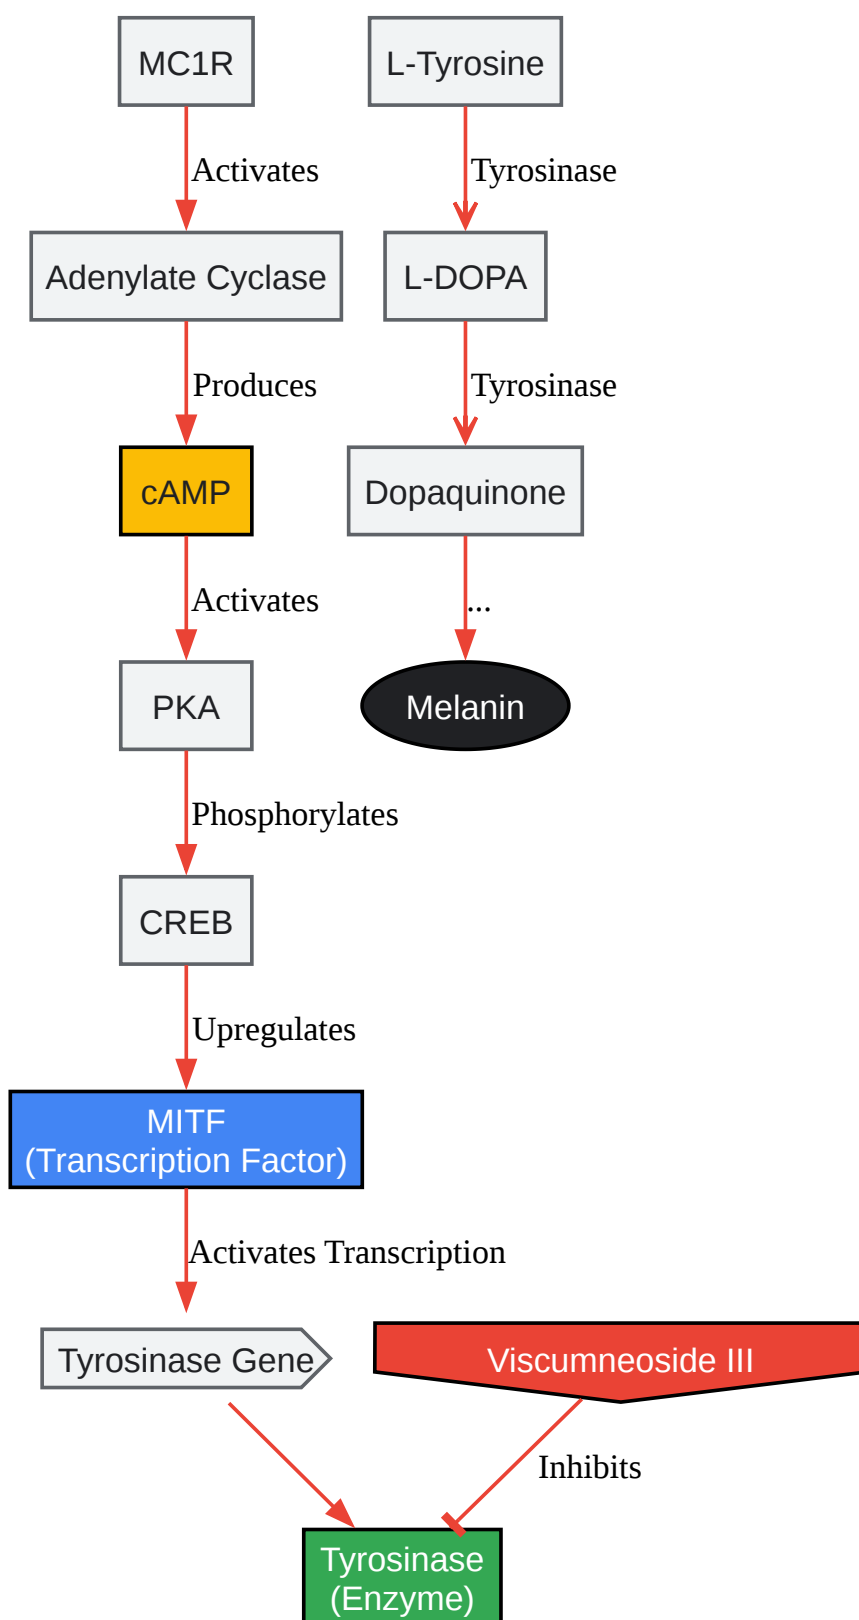 MC1R
L-Tyrosine
Activates
Tyrosinase
Adenylate Cyclase
L-DOPA
Produces
Tyrosinase
cAMP
Dopaquinone
Activates
...
PKA
Melanin
Phosphorylates
CREB
Upregulates
MITF
(Transcription Factor)
Activates Transcription
Tyrosinase Gene
Viscumneoside III
Inhibits
Tyrosinase
(Enzyme)